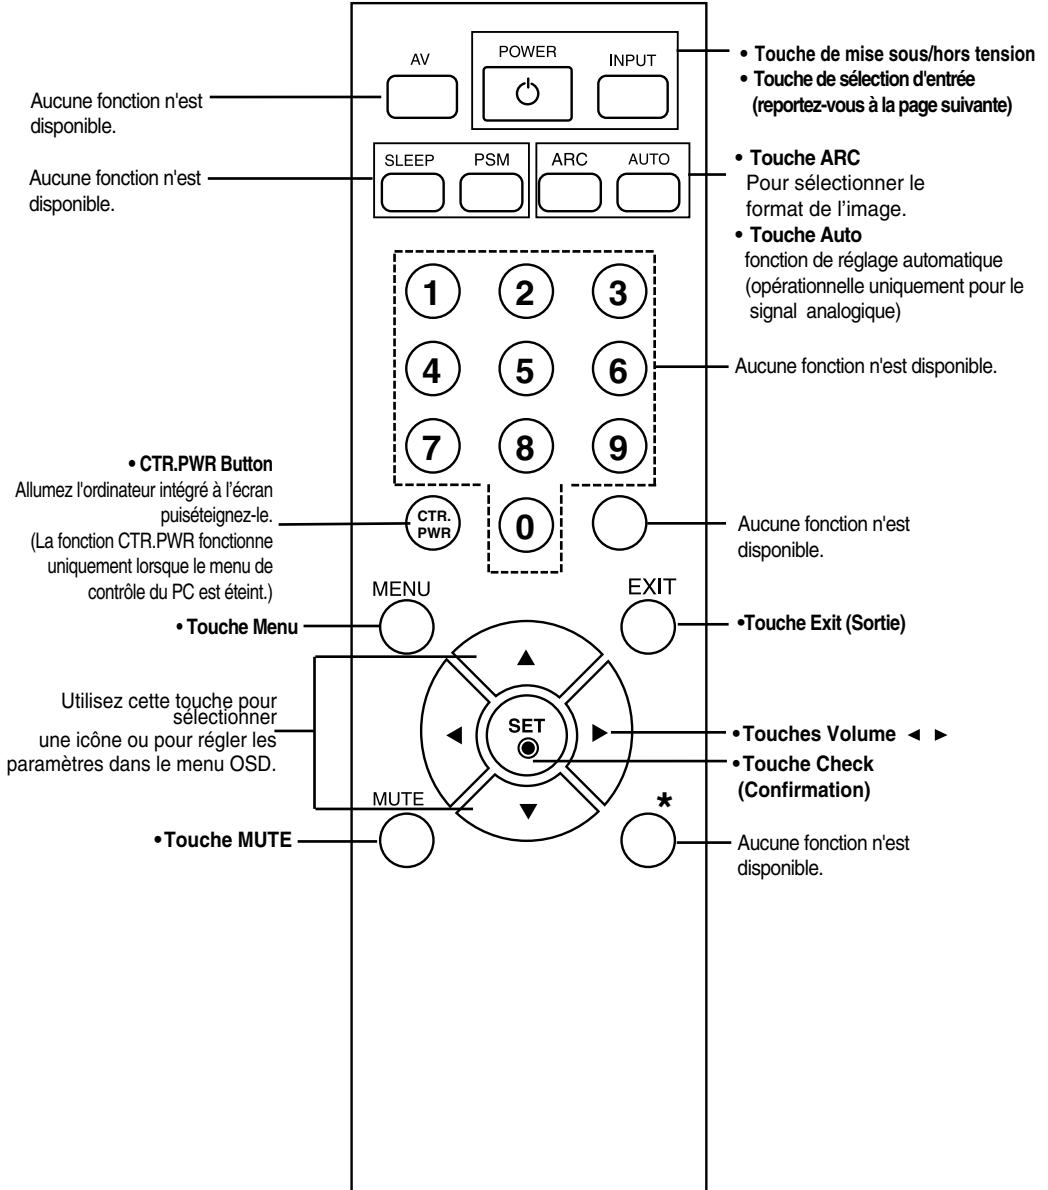 AV
POWER
INPUT
• Touche de mise sous/hors tension
• Touche de sélection d'entrée
(reportez-vous à la page suivante)
Aucune fonction n'est
disponible.
SLEEP
PSM
ARC
AUTO
Aucune fonction n'est
disponible.
• Touche ARC
Pour sélectionner le
format de l’image.
• Touche Auto
fonction de réglage automatique
(opérationnelle uniquement pour le
signal analogique)
1
2
3
4
5
6
Aucune fonction n'est disponible.
7
8
9
• CTR.PWR Button
Allumez l'ordinateur intégré à l’écran
puiséteignez-le.
(La fonction CTR.PWR fonctionne
uniquement lorsque le menu de
contrôle du PC est éteint.)
CTR.
PWR
0
Aucune fonction n'est
disponible.
MENU
EXIT
• Touche Menu
•Touche Exit (Sortie)
Utilisez cette touche pour
sélectionner
une icône ou pour régler les
paramètres dans le menu OSD.
▲
◄
SET
►
▼
• Touches Volume ◄ ►
• Touche Check
(Confirmation)
MUTE
*
• Touche MUTE
Aucune fonction n'est
disponible.